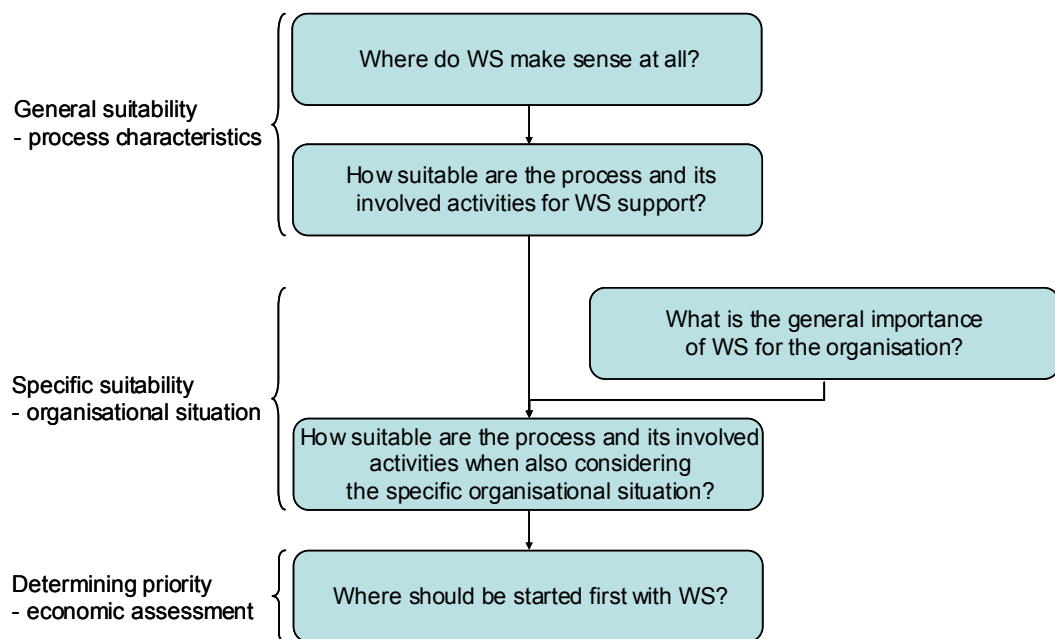 Where do WS make sense at all?
General suitability
- process characteristics
How suitable are the process and its
involved activities for WS support?
What is the general importance
of WS for the organisation?
Specific suitability
- organisational situation
How suitable are the process and its involved
activities when also considering
the specific organisational situation?
Determining priority
- economic assessment
Where should be started first with WS?